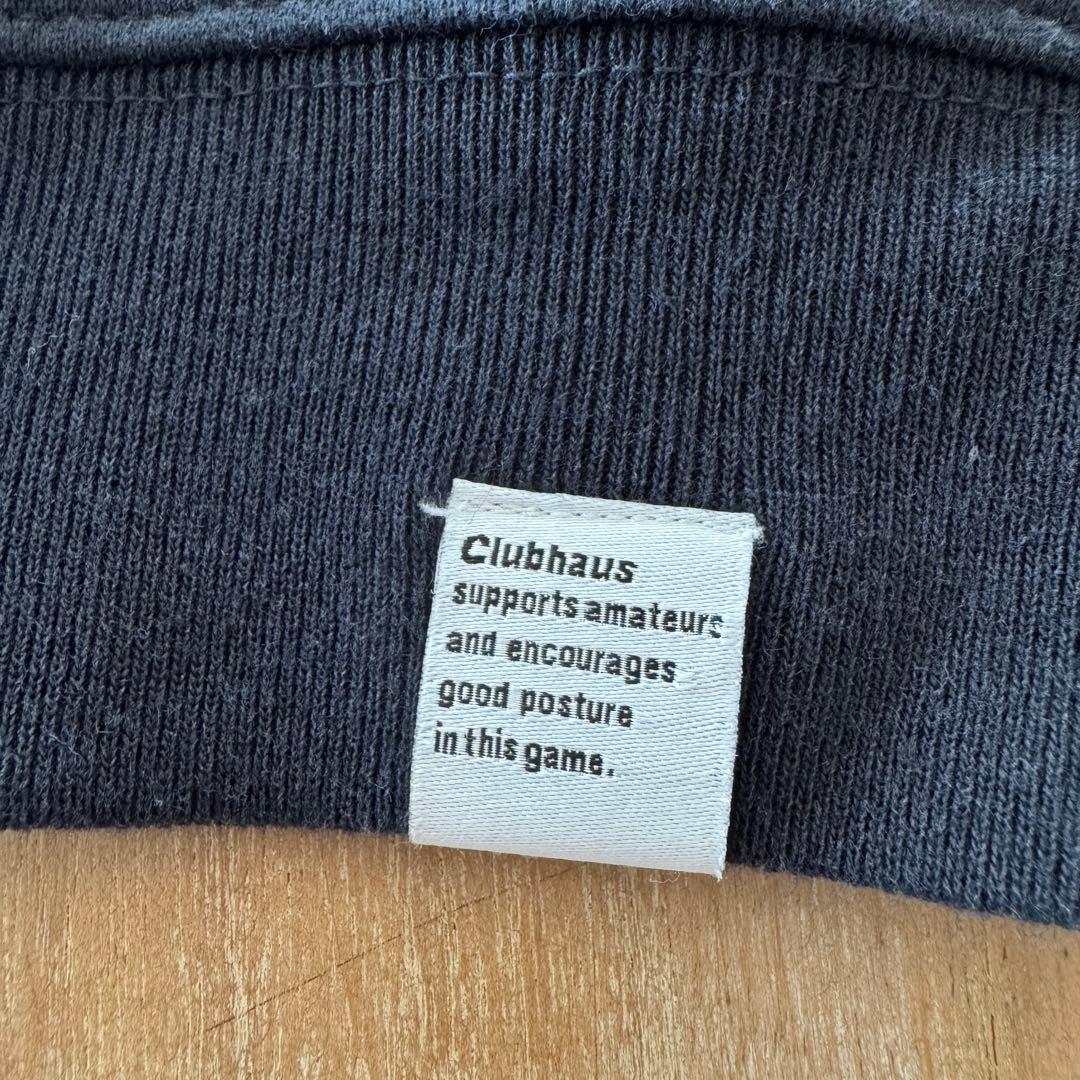 Clubhaus
supports amateurs
and encourages
good posture
in this game.